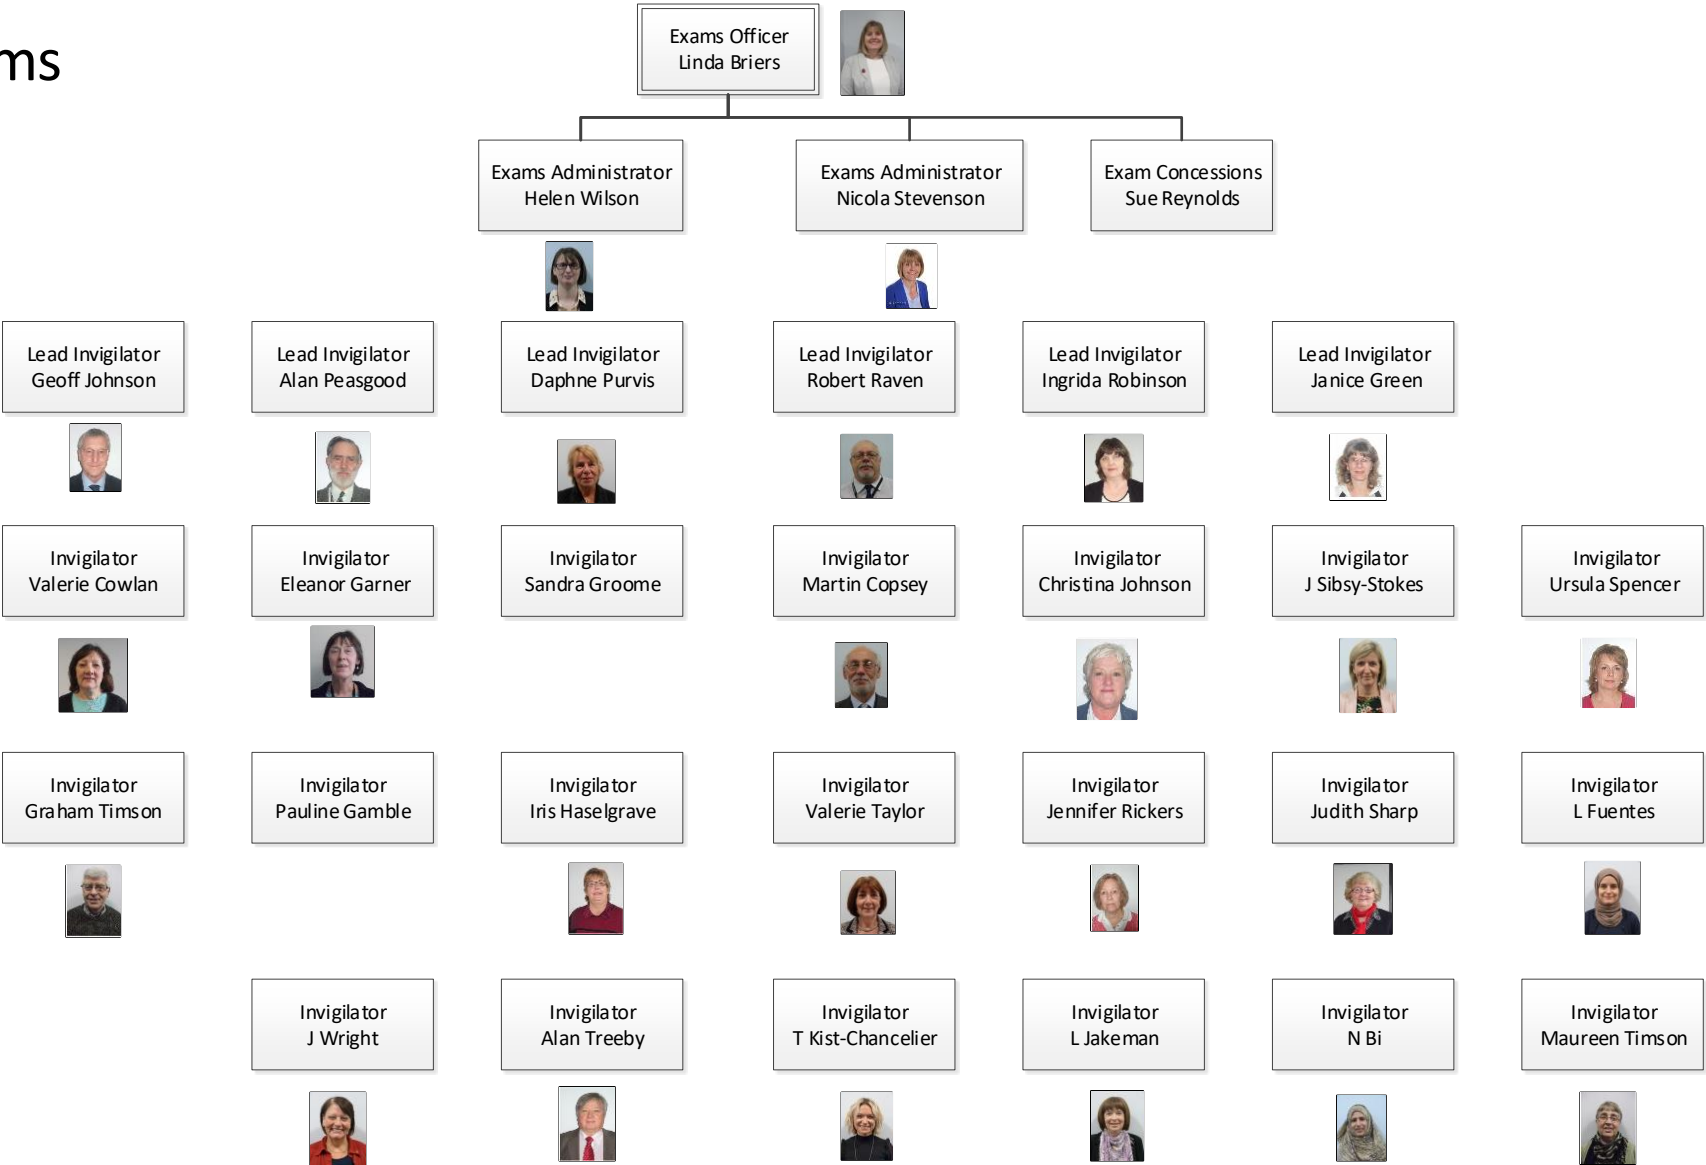 ms
Exams Officer
Linda Briers
Exams Administrator
Helen Wilson
Exams Administrator
Nicola Stevenson
Exam Concessions
Sue Reynolds
Lead Invigilator
Geoff Johnson
Lead Invigilator
Alan Peasgood
Lead Invigilator
Daphne Purvis
Lead Invigilator
Robert Raven
Lead Invigilator
Ingrida Robinson
Lead Invigilator
Janice Green
Invigilator
Valerie Cowlan
Invigilator
Eleanor Garner
Invigilator
Sandra Groome
Invigilator
Martin Copsey
Invigilator
Christina Johnson
Invigilator
J Sibsy-Stokes
Invigilator
Ursula Spencer
Invigilator
Graham Timson
Invigilator
Pauline Gamble
Invigilator
Iris Haselgrave
Invigilator
Valerie Taylor
Invigilator
Jennifer Rickers
Invigilator
Judith Sharp
Invigilator
L Fuentes
Invigilator
J Wright
Invigilator
Alan Treeby
Invigilator
T Kist-Chancelier
Invigilator
L Jakeman
Invigilator
N Bi
Invigilator
Maureen Timson